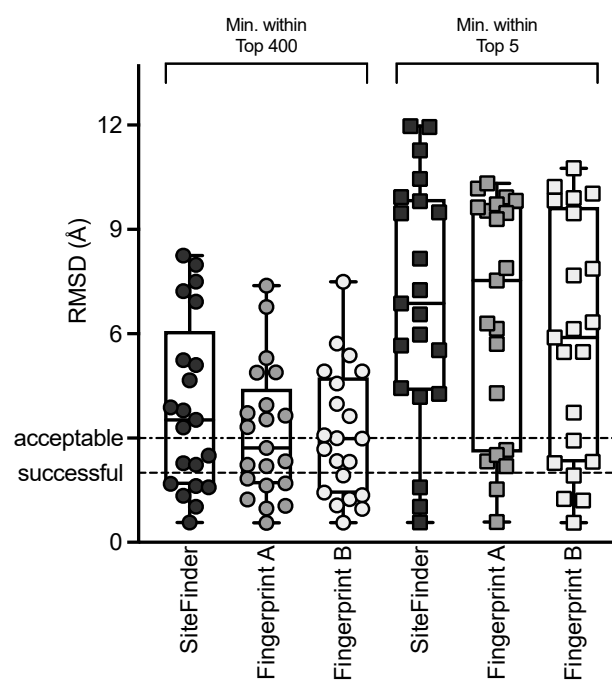 Min. within
Top 400
Min. within
Top 5
RMSD (Å)
12
9
6
acceptable
successful
0
SiteFinder
Fingerprint A
Fingerprint B
SiteFinder
Fingerprint A
Fingerprint B